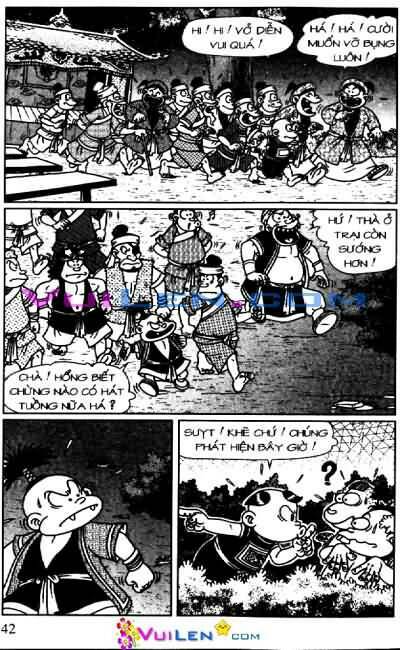 HI! HI! VỞ DIỄN
VUI QUÁ!
HÁ! HÁ! CƯỜI
MUỐN VỠ BỤNG
LUÔN!
HỨ! THÀ Ở
TRẠI CÒN
SƯỚNG
HƠN!
VUILEN.COM
CHÀ! HỔNG BIẾT
CHỪNG NÀO CÓ HÁT
TUỒNG NỮA HÁ?
SUỴT! KHẼ CHỨ! CHÚNG
PHÁT HIỆN BÂY GIỜ!
?
42
VUILEN.COM